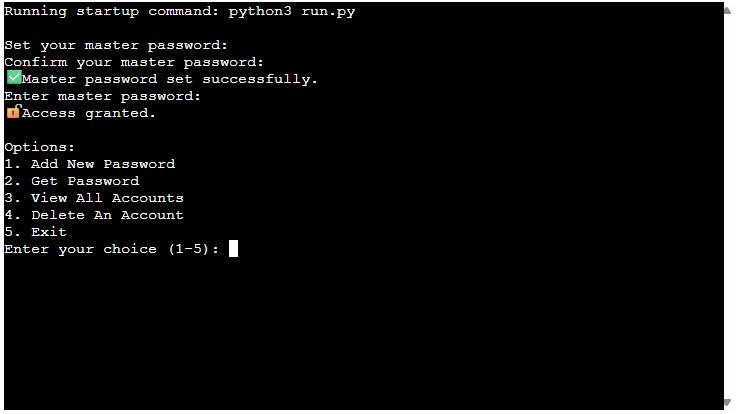 Running startup command: python3 run.py
Set your master password:
Confirm your master password:
✅Master password set successfully.
Enter master password:
🔓Access granted.
Options:
1. Add New Password
2. Get Password
3. View All Accounts
4. Delete An Account
5. Exit
Enter your choice (1-5):